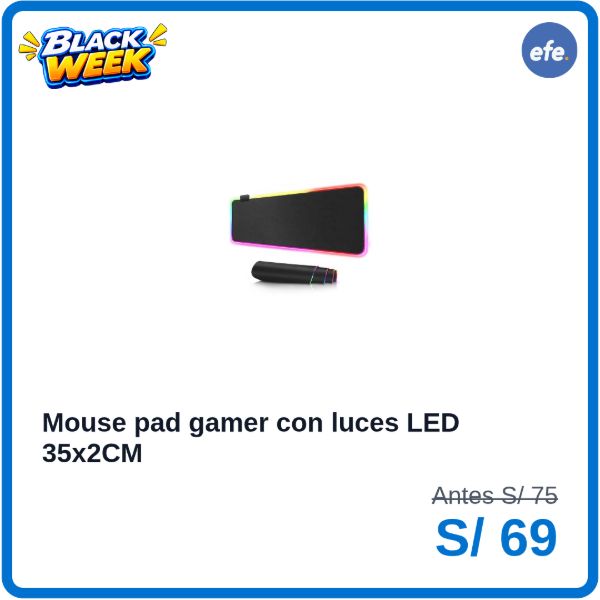 BLACK
WEEK
efe.
Mouse pad gamer con luces LED
35x2CM
Antes S/ 75
S/ 69